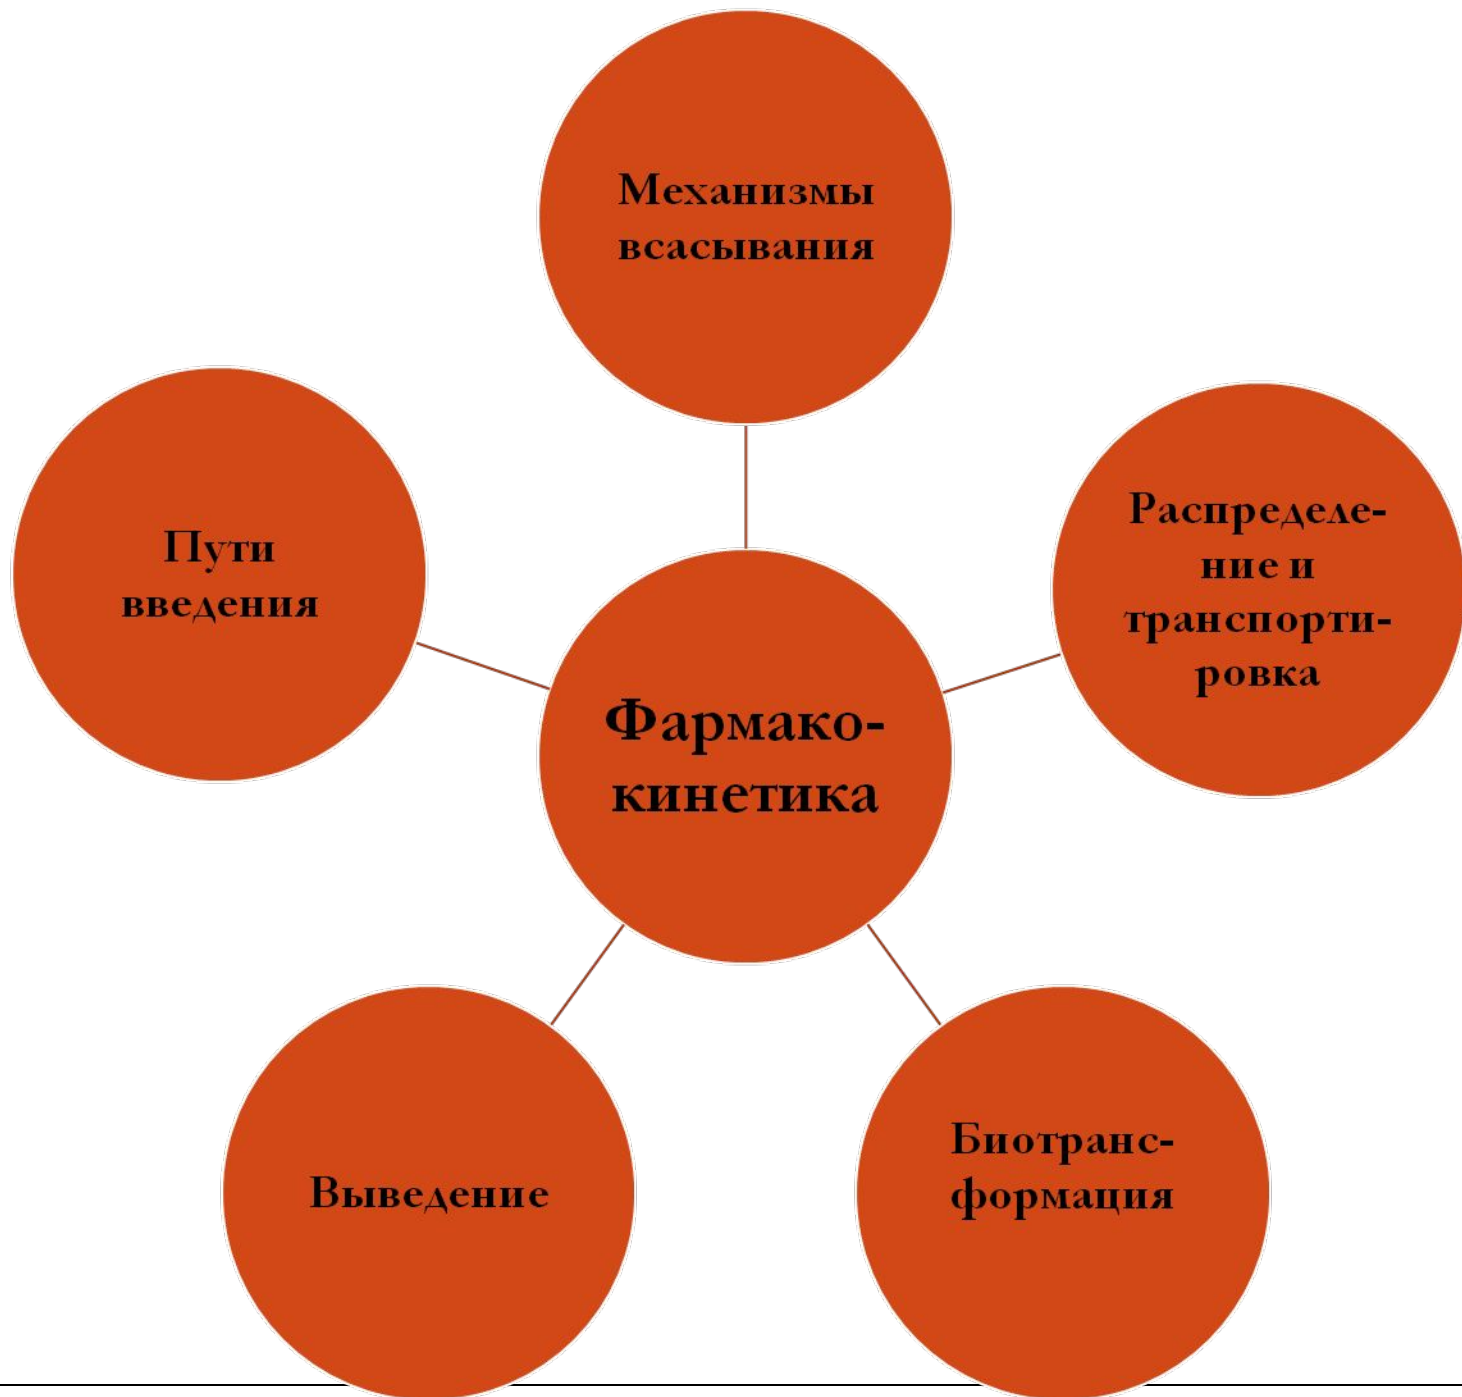 Механизмы
всасывания
Распределе-
ние и
транспорти-
ровка
Пути
введения
Фармако-
кинетика
Биотранс-
формация
Выведение